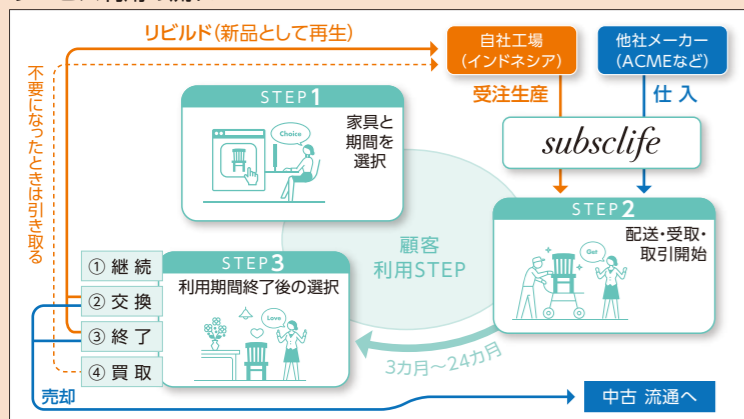 リビルド(新品として再生)
自社工場
(インドネシア)
他社メーカー
(ACMEなど)
不要になったときは引き取る
受注生産
仕入
subsclife
STEP1
家具と
期間を
選択
Choice
STEP2
配送・受取・
取引開始
Get
顧客
利用STEP
STEP3
利用期間終了後の選択
Love
① 継続
② 交換
③ 終了
④ 買取
3カ月〜24カ月
売却
中古 流通へ